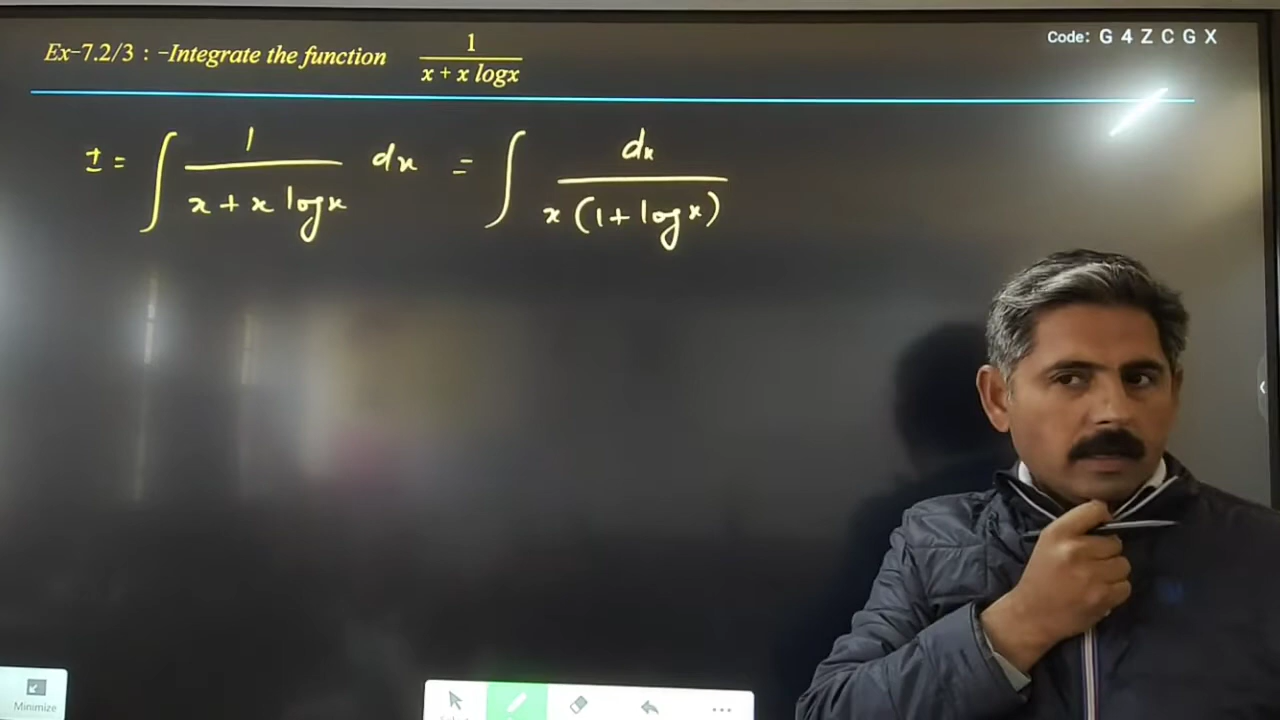 Ex-7.2/3 : -Integrate the function 1/(x + x logx)
Code: G 4 Z C G X
I = ∫ 1/(x + x logx) dx = ∫ dx/(x (1 + logx))
Minimize